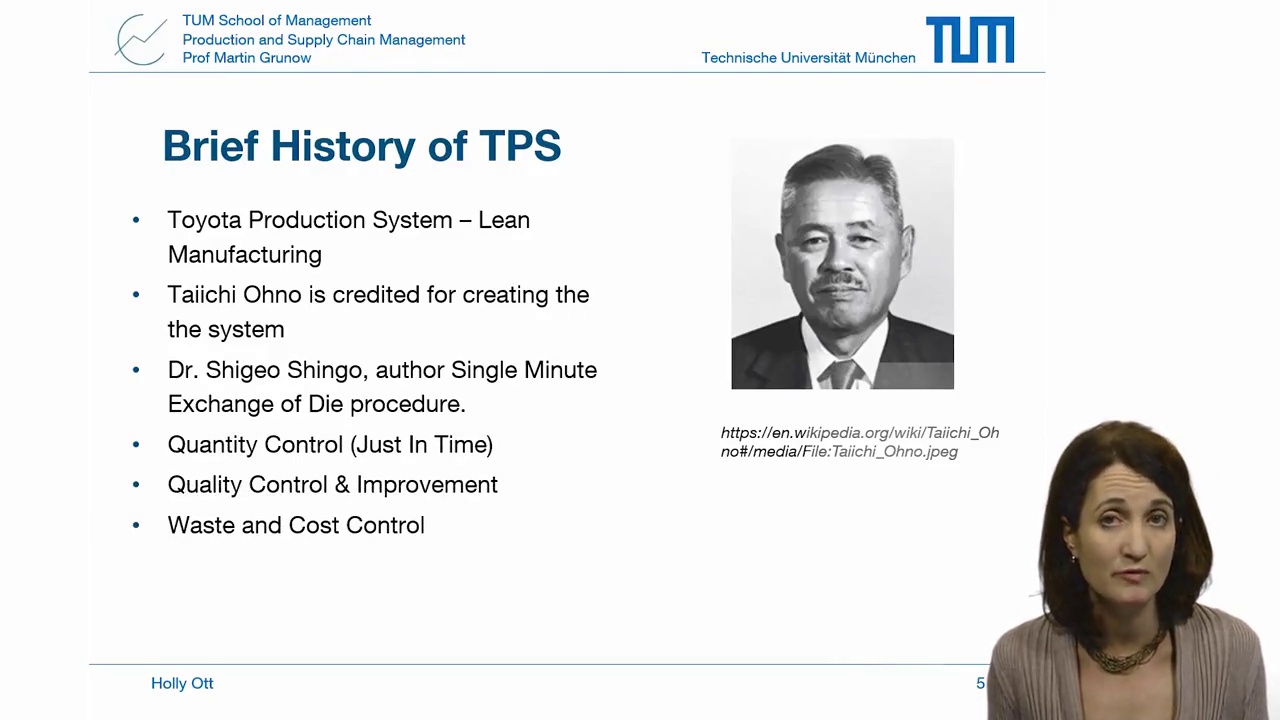 TUM School of Management
Production and Supply Chain Management
Prof Martin Grunow
Technische Universität München
TUM
Brief History of TPS
• Toyota Production System – Lean
Manufacturing
• Taiichi Ohno is credited for creating the
the system
• Dr. Shigeo Shingo, author Single Minute
Exchange of Die procedure.
• Quantity Control (Just In Time)
• Quality Control & Improvement
• Waste and Cost Control
https://en.wikipedia.org/wiki/Taiichi_Oh
no#/media/File:Taiichi_Ohno.jpeg
Holly Ott
5